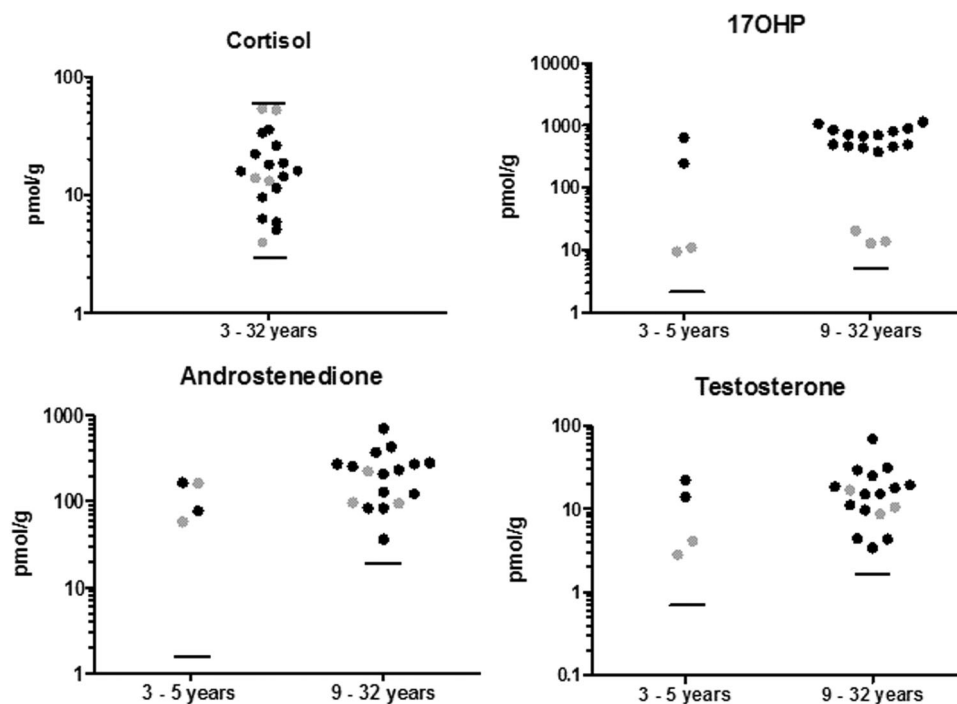 Cortisol
pmol/g
100
10
1
3 - 32 years
17OHP
pmol/g
10000
1000
100
10
1
3 - 5 years
9 - 32 years
Androstenedione
pmol/g
1000
100
10
1
3 - 5 years
9 - 32 years
Testosterone
pmol/g
100
10
1
0.1
3 - 5 years
9 - 32 years